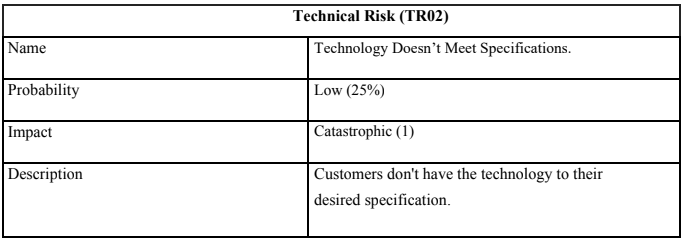 Technical Risk (TR02)
Name
Technology Doesn’t Meet Specifications.
Probability
Low (25%)
Impact
Catastrophic (1)
Description
Customers don't have the technology to their
desired specification.